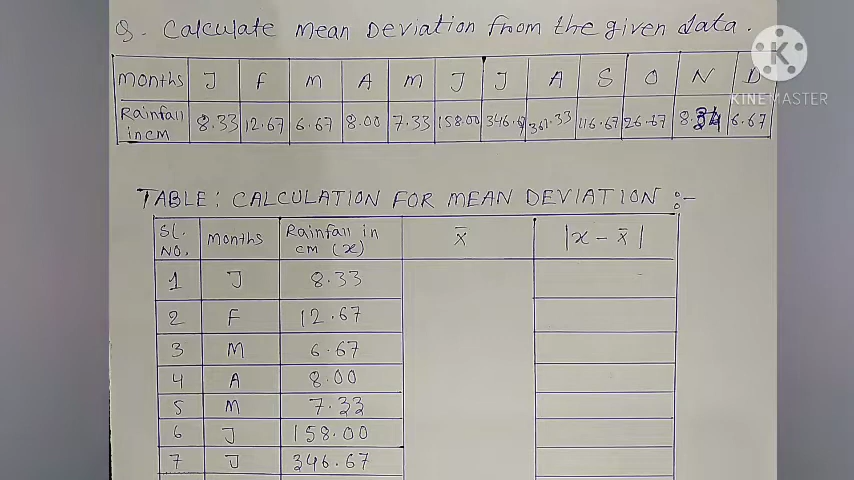 Q. Calculate Mean Deviation from the given data.
Months J F M A M J J A S O N D
Rainfall in cm 8.33 12.67 6.67 8.00 7.33 158.00 346.67 361.33 116.67 26.67 8.34 6.67
KINEMASTER
TABLE: CALCULATION FOR MEAN DEVIATION :-
SL. NO. Months Rainfall in cm (x) x̄ |x - x̄|
1 J 8.33
2 F 12.67
3 M 6.67
4 A 8.00
5 M 7.33
6 J 158.00
7 J 346.67